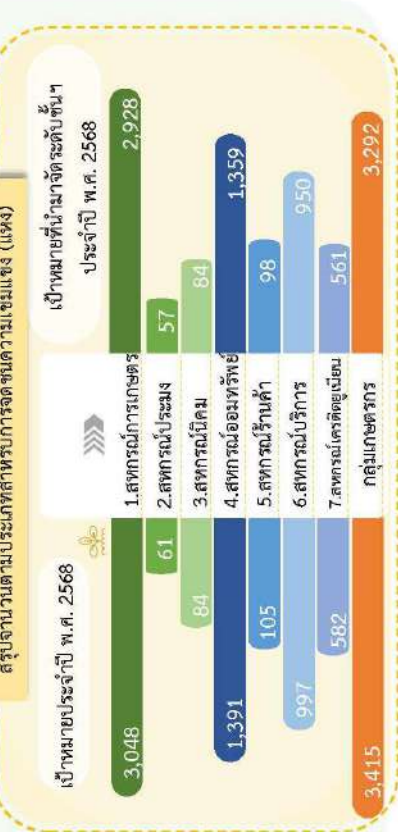 สรุปจำนวนตามประเภทสำหรับการจัดชั้นความเข้มแข็ง (แห่ง)
เป้าหมายประจำปี พ.ศ. 2568
เป้าหมายที่นำมาจัดระดับชั้นฯ
ประจำปี พ.ศ. 2568
3,048 1.สหกรณ์การเกษตร 2,928
61 2.สหกรณ์ประมง 57
84 3.สหกรณ์นิคม 84
1,391 4.สหกรณ์ออมทรัพย์ 1,359
105 5.สหกรณ์ร้านค้า 98
997 6.สหกรณ์บริการ 950
582 7.สหกรณ์เครดิตยูเนี่ยน 561
3,415 กลุ่มเกษตรกร 3,292